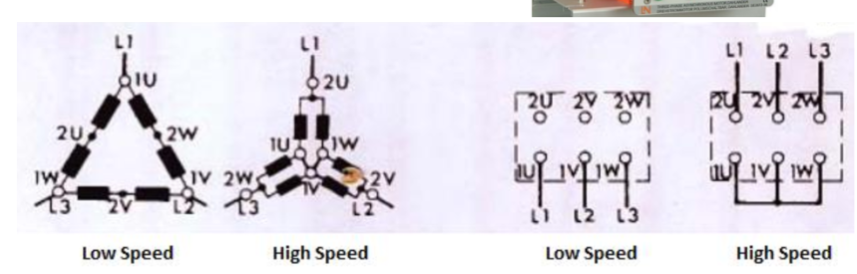 L1
1U
2U
2W
1W
1V
L3
2V
L2
Low Speed
L1
2U
1U
1W
2W
1V
2V
L3
L2
High Speed
2U 2V 2W
1U 1V 1W
L1 L2 L3
Low Speed
L1 L2 L3
2U 2V 2W
1U 1V 1W
High Speed